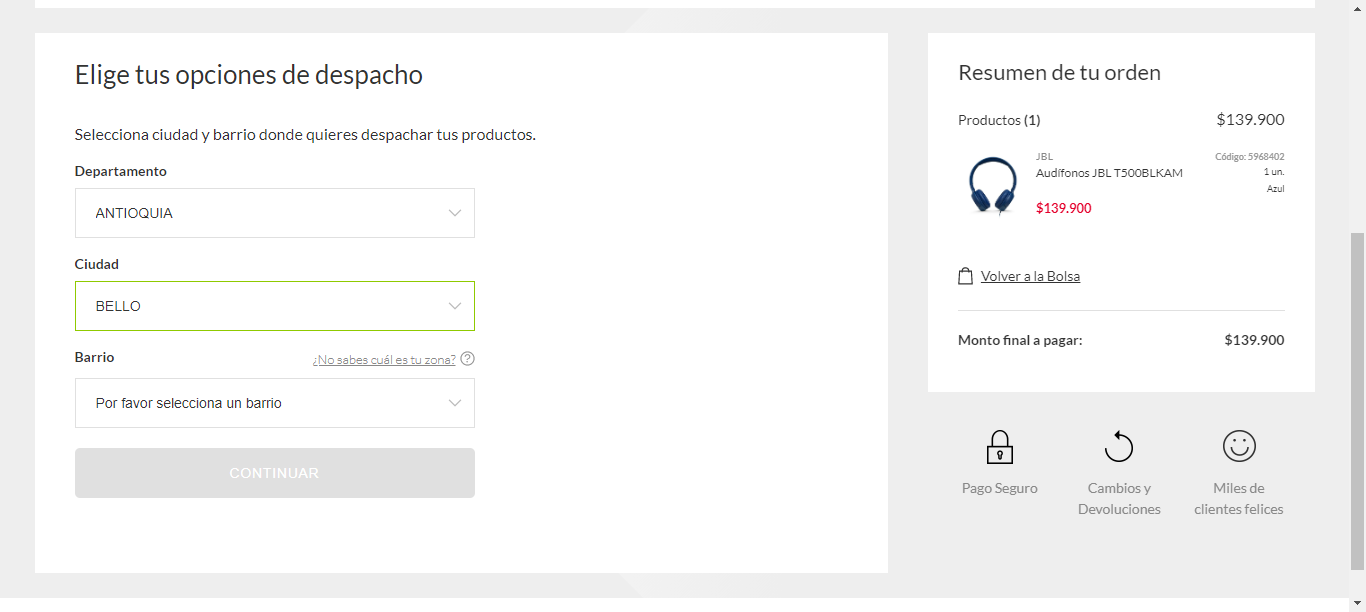 Elige tus opciones de despacho
Selecciona ciudad y barrio donde quieres despachar tus productos.
Departamento
ANTIOQUIA
Ciudad
BELLO
Barrio
¿No sabes cuál es tu zona? ?
Por favor selecciona un barrio
CONTINUAR
Resumen de tu orden
Productos (1) $139.900
JBL Código: 5968402
Audífonos JBL T500BLKAM 1 un.
Azul
$139.900
Volver a la Bolsa
Monto final a pagar: $139.900
Pago Seguro
Cambios y
Devoluciones
Miles de
clientes felices